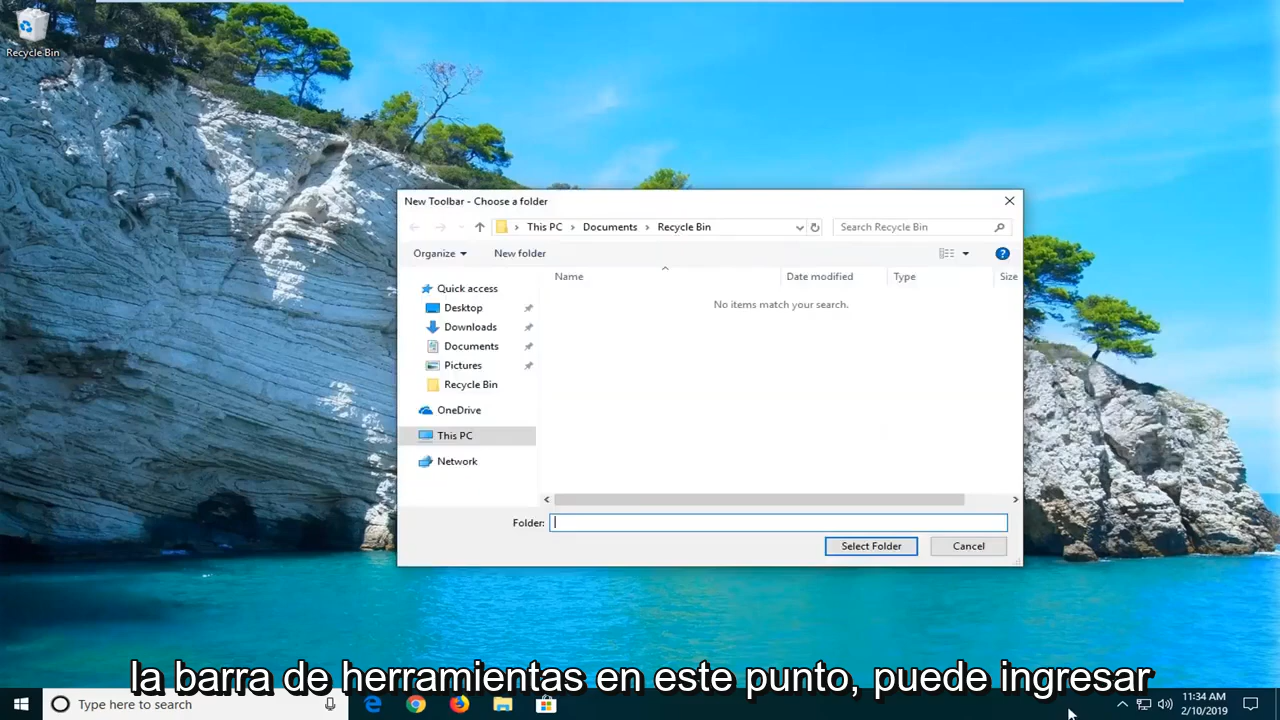 Recycle Bin
New Toolbar - Choose a folder
This PC > Documents > Recycle Bin
Search Recycle Bin
Organize
New folder
Name Date modified Type Size
No items match your search.
Quick access
Desktop
Downloads
Documents
Pictures
Recycle Bin
OneDrive
This PC
Network
Folder:
Select Folder
Cancel
la barra de herramientas en este punto, puede ingresar
Type here to search
11:34 AM
2/10/2019